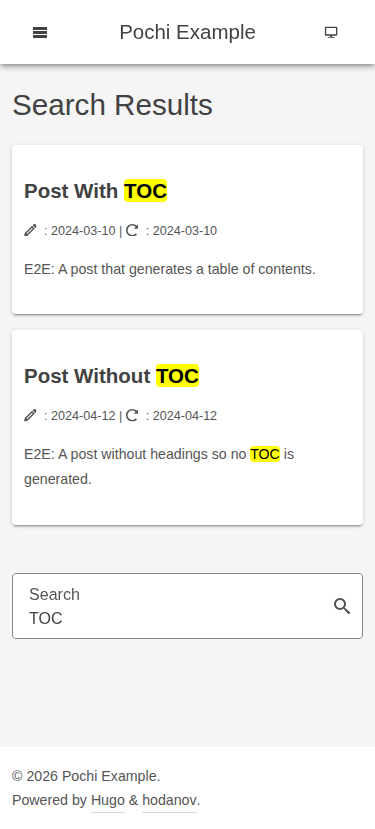 Pochi Example
Search Results
Post With TOC
: 2024-03-10 | : 2024-03-10
E2E: A post that generates a table of contents.
Post Without TOC
: 2024-04-12 | : 2024-04-12
E2E: A post without headings so no TOC is
generated.
Search
TOC
© 2026 Pochi Example.
Powered by Hugo & hodanov.